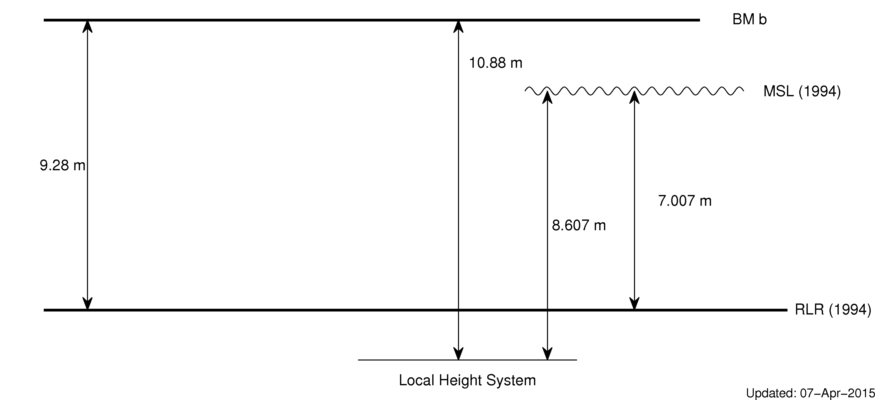 BM b
10.88 m
MSL (1994)
9.28 m
7.007 m
8.607 m
RLR (1994)
Local Height System
Updated: 07−Apr−2015